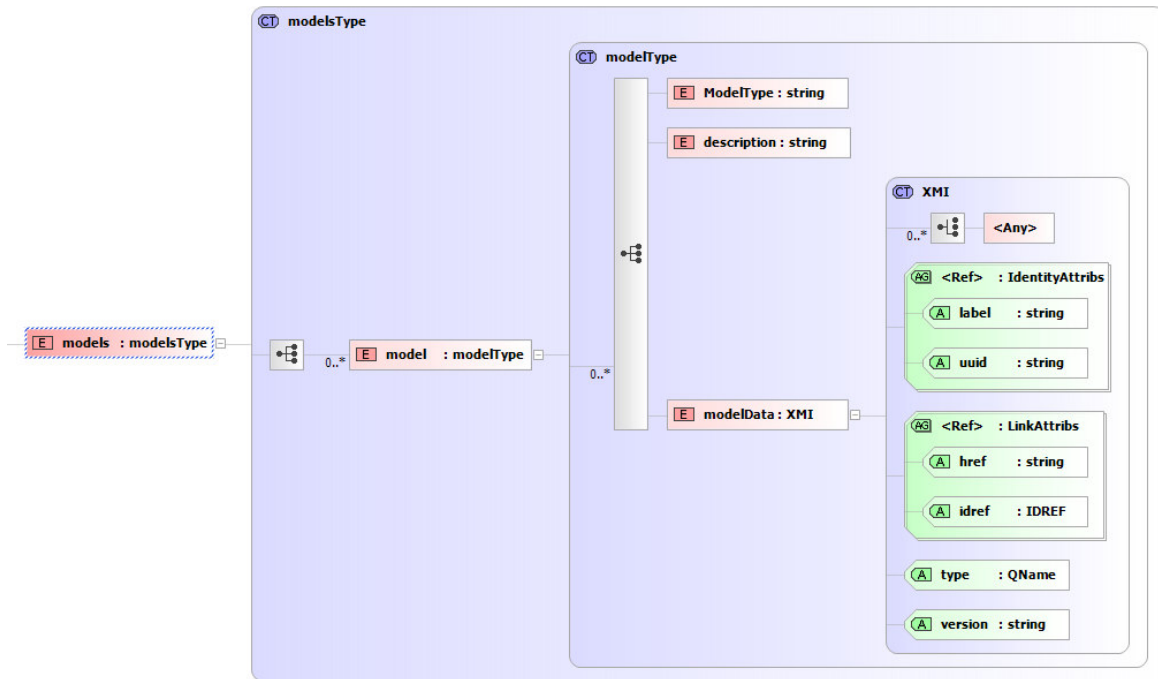 CT modelsType
CT modelType
E ModelType : string
E description : string
CT XMI
0..* <Any>
AG <Ref> : IdentityAttribs
A label : string
E models : modelsType
0..* E model : modelType
A uuid : string
0..*
E modelData : XMI
AG <Ref> : LinkAttribs
A href : string
A idref : IDREF
A type : QName
A version : string